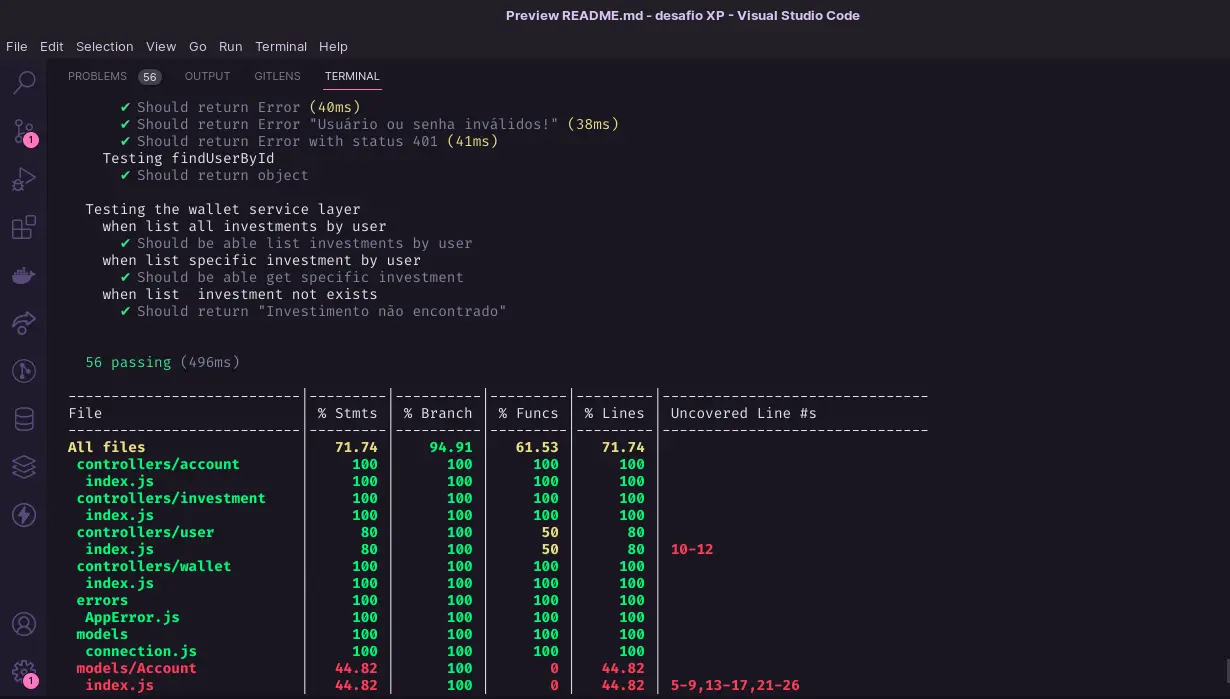 Preview README.md - desafio XP - Visual Studio Code
File Edit Selection View Go Run Terminal Help
PROBLEMS 56 OUTPUT GITLENS TERMINAL
✔ Should return Error (40ms)
✔ Should return Error "Usuário ou senha inválidos!" (38ms)
1
✔ Should return Error with status 401 (41ms)
Testing findUserById
✔ Should return object
Testing the wallet service layer
when list all investments by user
✔ Should be able list investments by user
when list specific investment by user
✔ Should be able get specific investment
when list  investment not exists
✔ Should return "Investimento não encontrado"
56 passing (496ms)
---------------------------|---------|----------|---------|---------|-------------------------------
File | % Stmts | % Branch | % Funcs | % Lines | Uncovered Line #s
---------------------------|---------|----------|---------|---------|-------------------------------
All files | 71.74 | 94.91 | 61.53 | 71.74 |
controllers/account | 100 | 100 | 100 | 100 |
index.js | 100 | 100 | 100 | 100 |
controllers/investment | 100 | 100 | 100 | 100 |
index.js | 100 | 100 | 100 | 100 |
controllers/user | 80 | 100 | 50 | 80 |
index.js | 80 | 100 | 50 | 80 | 10-12
controllers/wallet | 100 | 100 | 100 | 100 |
index.js | 100 | 100 | 100 | 100 |
errors | 100 | 100 | 100 | 100 |
AppError.js | 100 | 100 | 100 | 100 |
models | 100 | 100 | 100 | 100 |
connection.js | 100 | 100 | 100 | 100 |
models/Account | 44.82 | 100 | 0 | 44.82 |
1
index.js | 44.82 | 100 | 0 | 44.82 | 5-9,13-17,21-26